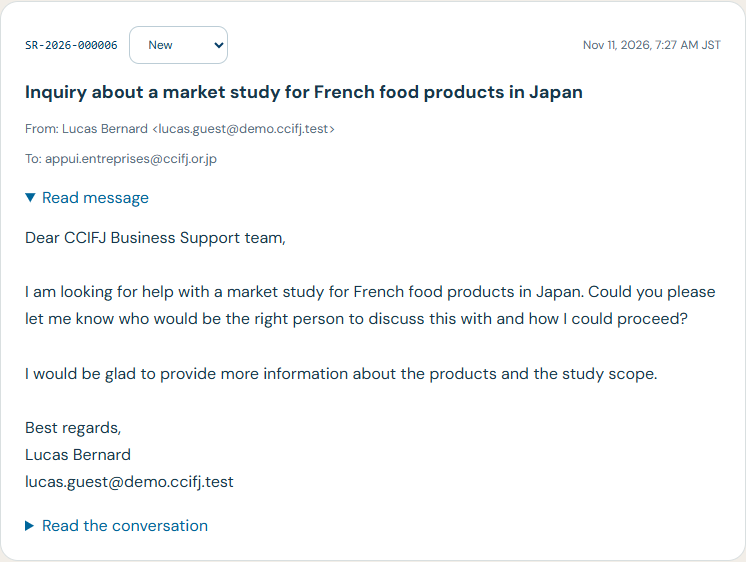 SR-2026-000006 New Nov 11, 2026, 7:27 AM JST
Inquiry about a market study for French food products in Japan
From: Lucas Bernard <lucas.guest@demo.ccifj.test>
To: appui.entreprises@ccifj.or.jp
▼ Read message
Dear CCIFJ Business Support team,
I am looking for help with a market study for French food products in Japan. Could you please
let me know who would be the right person to discuss this with and how I could proceed?
I would be glad to provide more information about the products and the study scope.
Best regards,
Lucas Bernard
lucas.guest@demo.ccifj.test
▶ Read the conversation